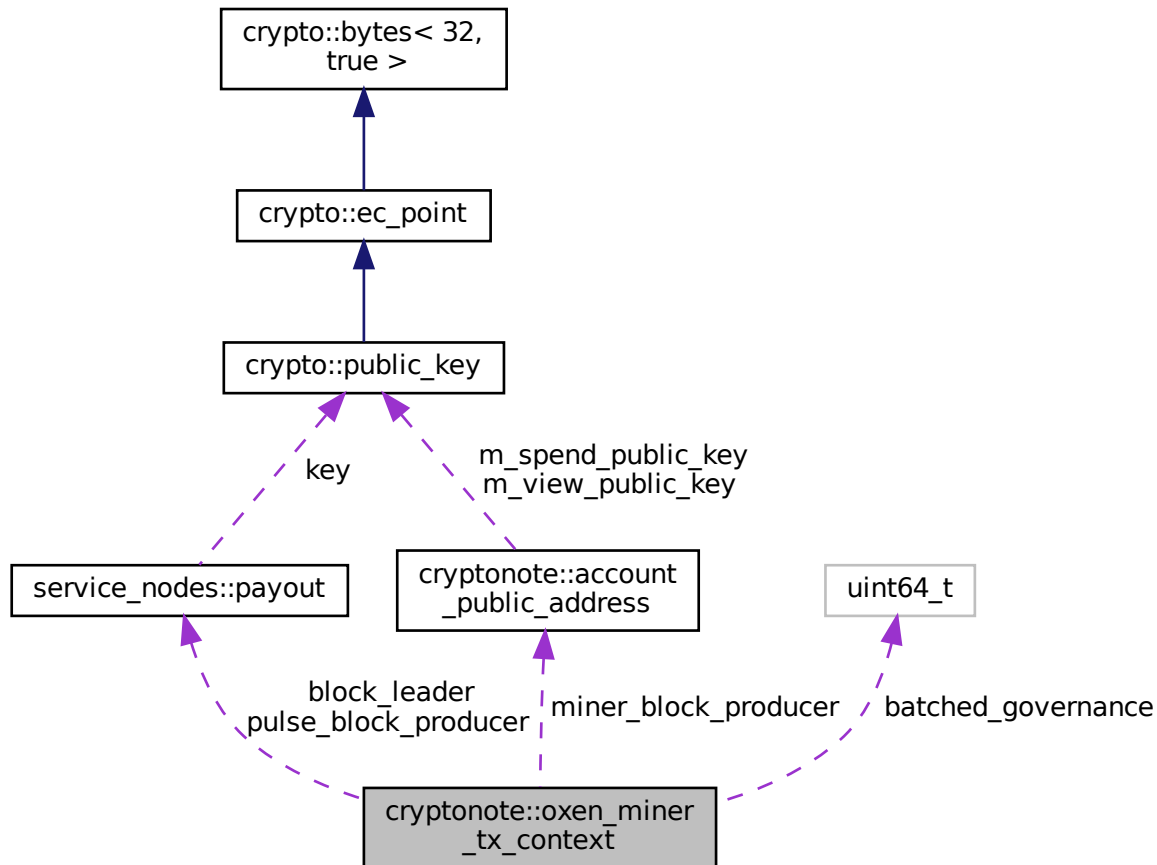 crypto::bytes< 32,
true >
crypto::ec_point
crypto::public_key
key
m_spend_public_key
m_view_public_key
service_nodes::payout
cryptonote::account
_public_address
uint64_t
block_leader
pulse_block_producer
miner_block_producer
batched_governance
cryptonote::oxen_miner
_tx_context